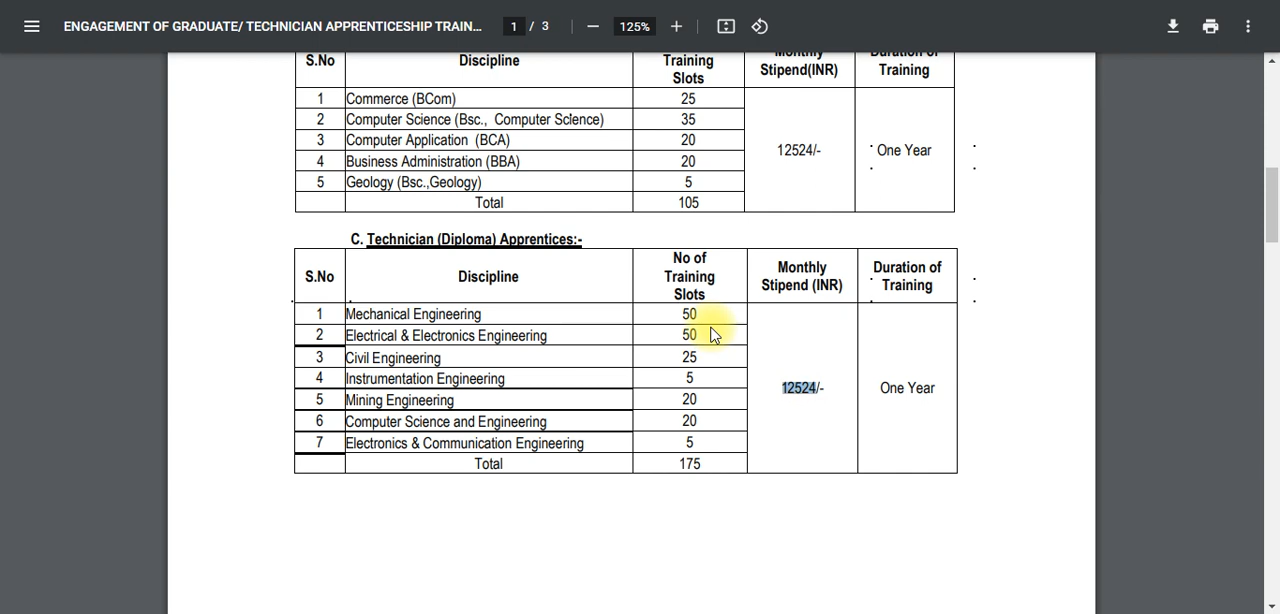 ENGAGEMENT OF GRADUATE/ TECHNICIAN APPRENTICESHIP TRAIN... 1 / 3 125%
S.No Discipline Training Slots Monthly Stipend(INR) Duration of Training
1 Commerce (BCom) 25
2 Computer Science (Bsc., Computer Science) 35
3 Computer Application (BCA) 20 12524/- One Year
4 Business Administration (BBA) 20
5 Geology (Bsc.,Geology) 5
Total 105
C. Technician (Diploma) Apprentices:-
S.No Discipline No of Training Slots Monthly Stipend (INR) Duration of Training
1 Mechanical Engineering 50
2 Electrical & Electronics Engineering 50
3 Civil Engineering 25
4 Instrumentation Engineering 5 12524/- One Year
5 Mining Engineering 20
6 Computer Science and Engineering 20
7 Electronics & Communication Engineering 5
Total 175